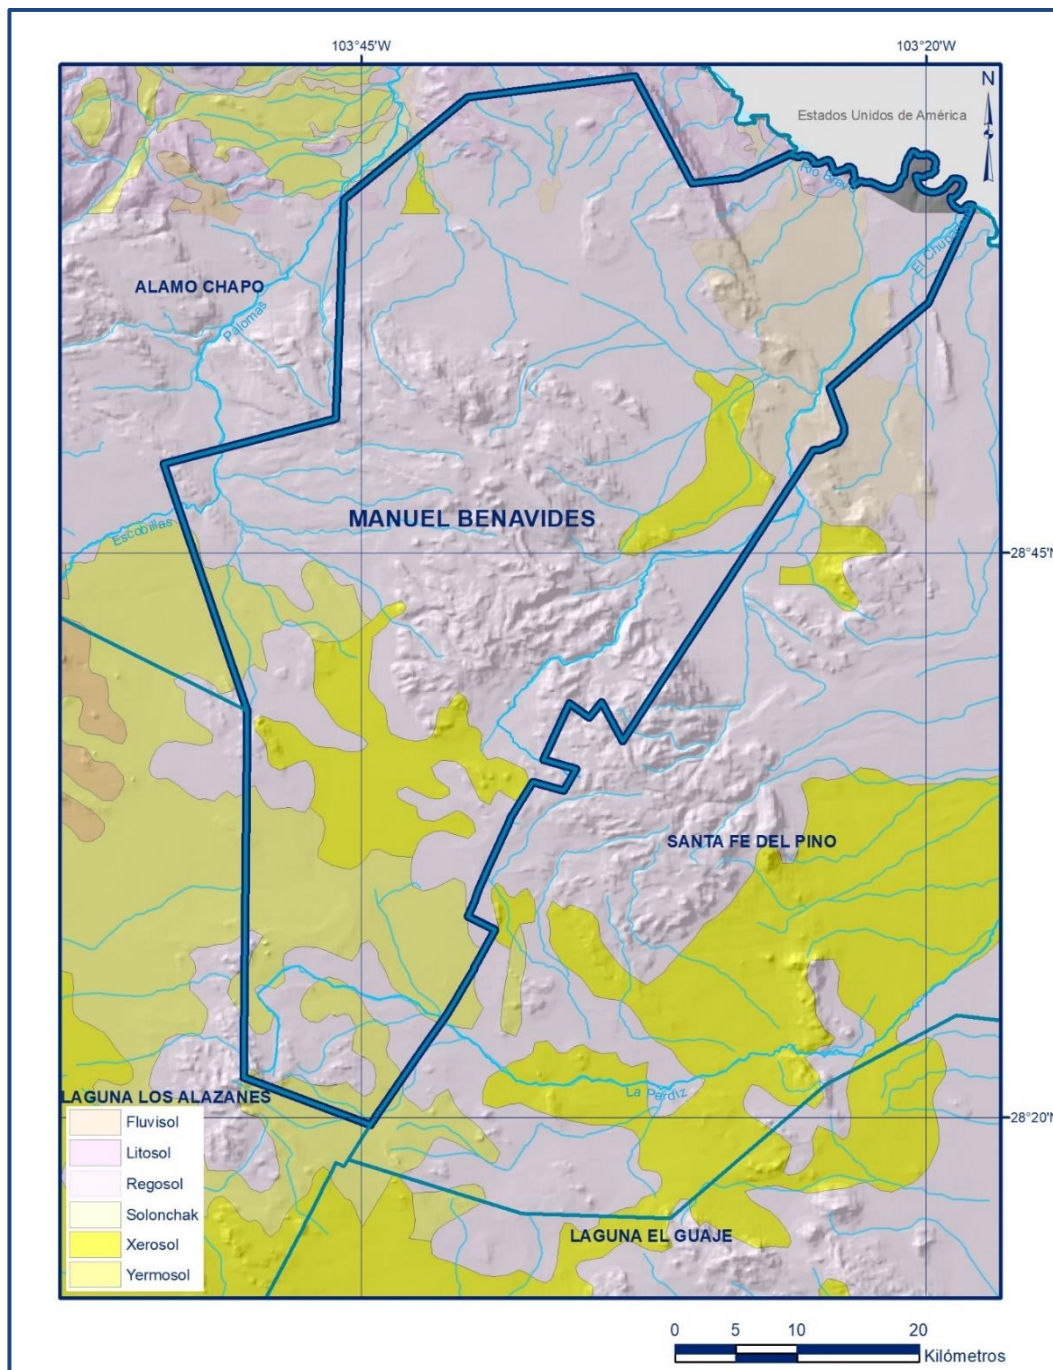 103°45'W
103°20'W
N
Estados Unidos de América
Río Bravo
El Chupadero
ALAMO CHAPO
Palomas
MANUEL BENAVIDES
Escobillas
28°45'N
SANTA FE DEL PINO
La Perdiz
28°20'N
LAGUNA LOS ALAZANES
Fluvisol
Litosol
Regosol
Solonchak
Xerosol
Yermosol
LAGUNA EL GUAJE
0 5 10 20
Kilómetros